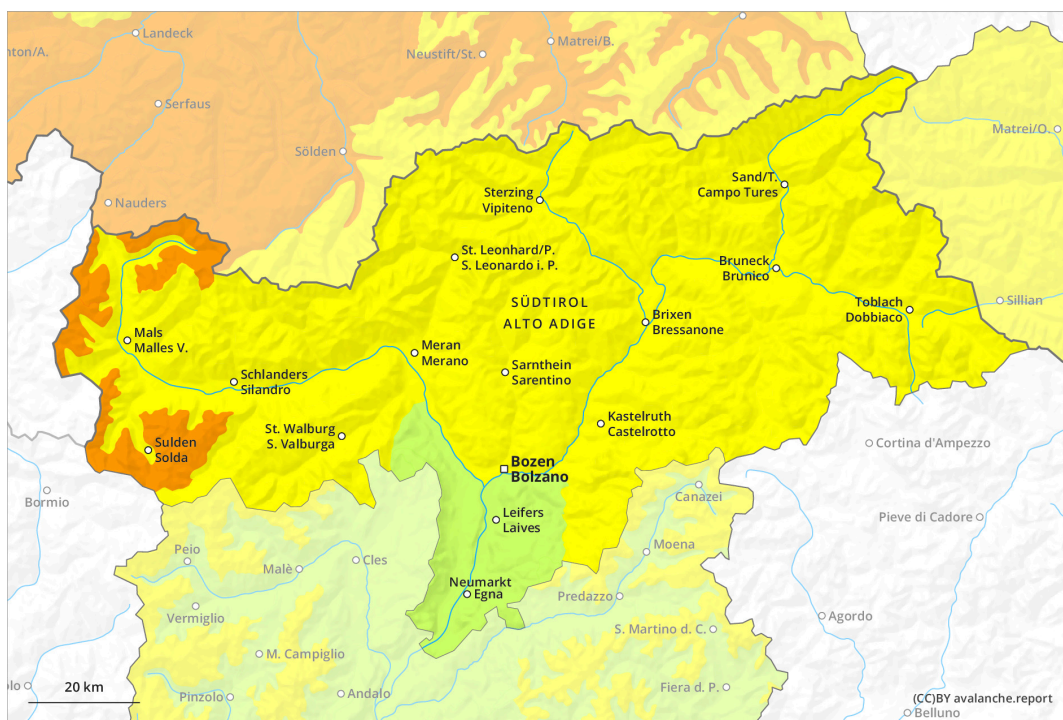 Landeck
nton/A.
Neustift/St.
Matrei/B.
Serfaus
Sölden
Matrei/O.
Nauders
Sterzing
Vipiteno
Sand/T.
Campo Tures
St. Leonhard/P.
S. Leonardo i. P.
Bruneck
Brunico
SÜDTIROL
ALTO ADIGE
Toblach
Dobbiaco
Sillian
Brixen
Bressanone
Mals
Malles V.
Meran
Merano
Sarnthein
Sarentino
Schlanders
Silandro
St. Walburg
S. Valburga
Kastelruth
Castelrotto
Sulden
Solda
Cortina d'Ampezzo
Bozen
Bolzano
Bormio
Canazei
Leifers
Laives
Pieve di Cadore
Peio
Moena
Cles
Malè
Neumarkt
Egna
Predazzo
Vermiglio
Agordo
S. Martino d. C.
M. Campiglio
olo
20 km
Pinzolo
Andalo
Fiera d. P.
(CC)BY avalanche.report
Belluno